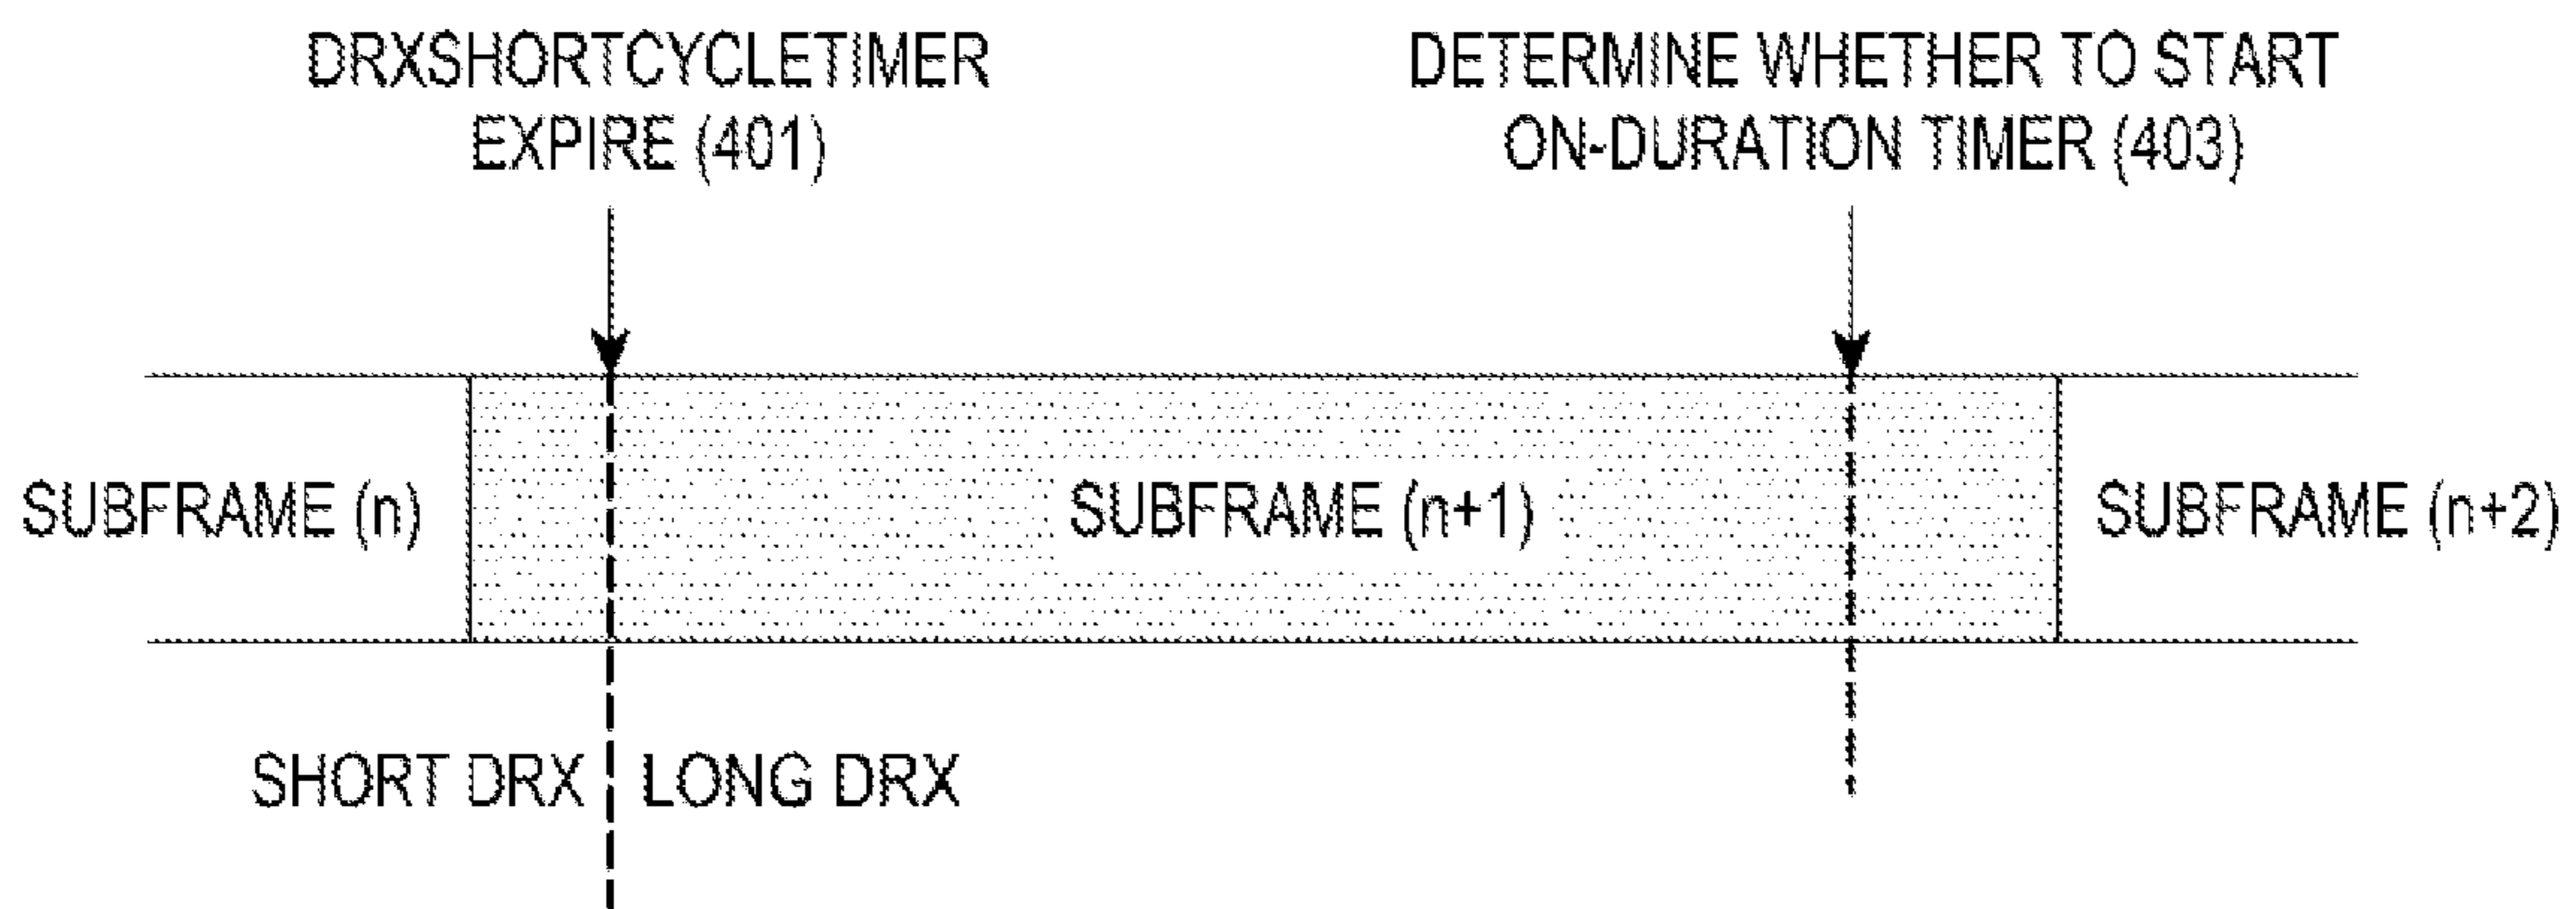 DRXSHORTCYCLETIMER
EXPIRE (401)
DETERMINE WHETHER TO START
ON-DURATION TIMER (403)
SUBFRAME (n)
SUBFRAME (n+1)
SUBFRAME (n+2)
SHORT DRX
LONG DRX